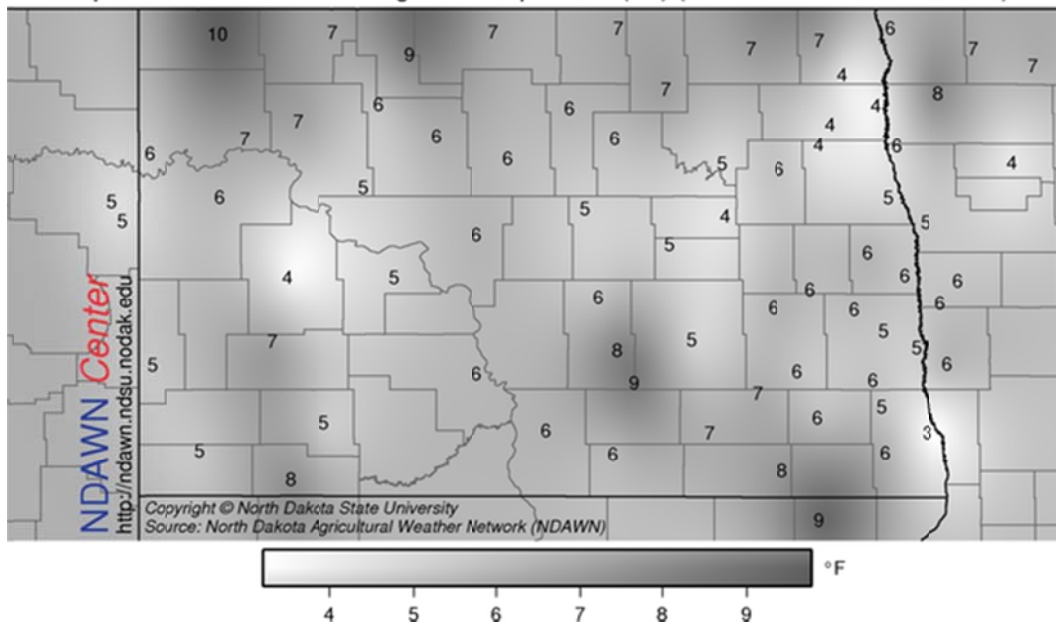 10 7 9 7 7 7 7 6 7 7
4 8
7 6 6 4
7 6 6 4 6
7 6 6 5 4 6 4
5 6 5 5 5
5 6 5 4 5
4 5 5 6 6 6
6 6 6 6 6
7 8 5 5 5
5 6 9 6 6 6
7
5 6 7 6 5 3
5 6 6
8 8
9
NDAWN Center
http://ndawn.ndsu.nodak.edu
Copyright © North Dakota State University
Source: North Dakota Agricultural Weather Network (NDAWN)
°F
4 5 6 7 8 9